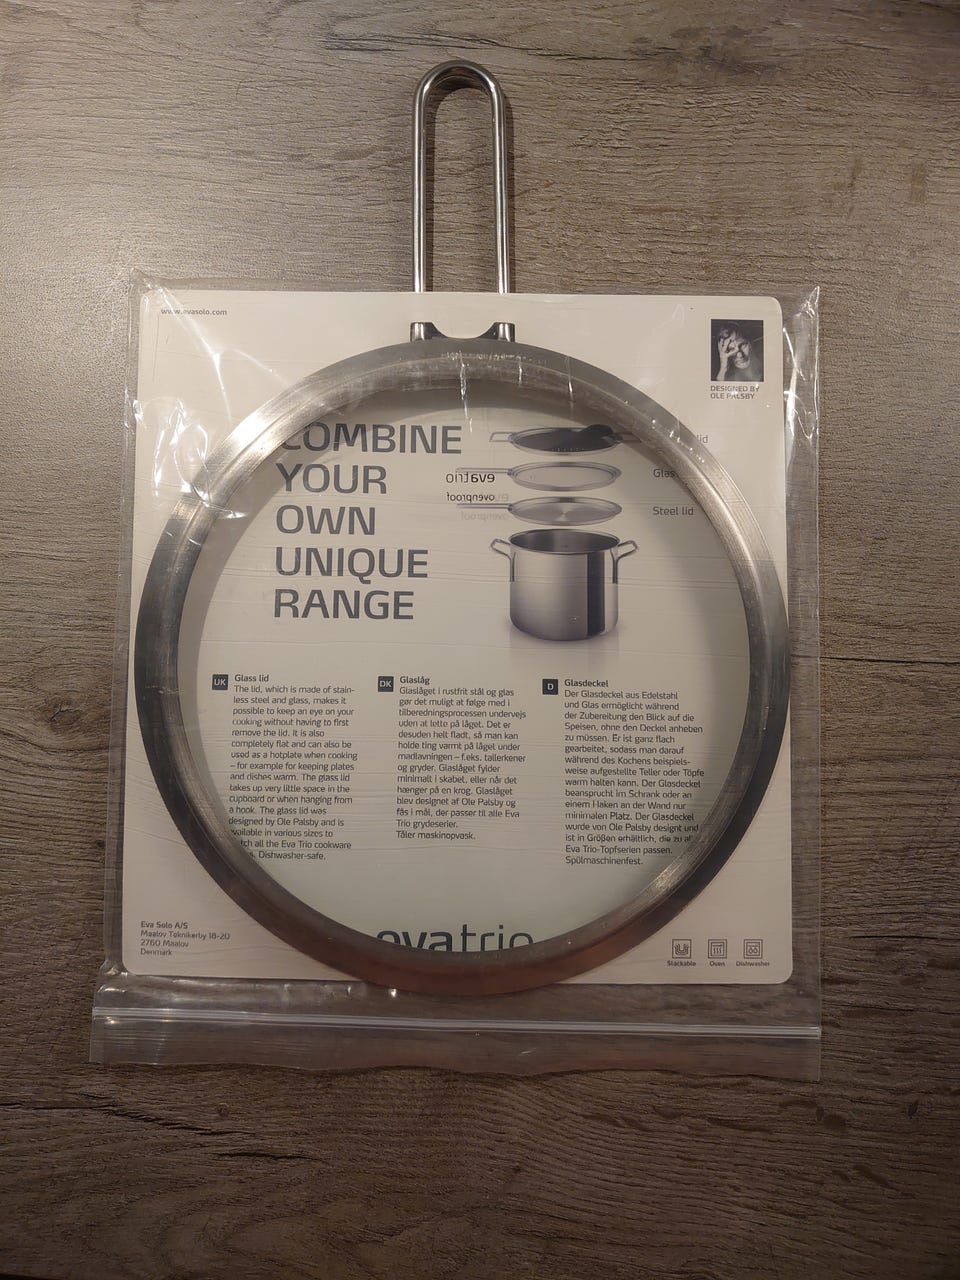 www.evasolo.com
DESIGNED BY
OLE PALSBY
COMBINE
YOUR
OWN
UNIQUE
RANGE
lid
evatrio
ovenproof
Steel lid
UK
Glass lid
The lid, which is made of stain-
less steel and glass, makes it
possible to keep an eye on your
cooking without having to first
remove the lid. It is also
completely flat and can also be
used as a hotplate when cooking
– for example for keeping plates
and dishes warm. The glass lid
takes up very little space in the
cupboard or when hanging from
a hook. The glass lid was
designed by Ole Palsby and is
available in various sizes to
all the Eva Trio cookware
Dishwasher-safe.
DK
Glaslåg
Glaslåget i rustfrit stål og glas
gør det muligt at følge med i
tilberedningsprocessen undervejs
uden at lette på låget. Det er
desuden helt fladt, så man kan
holde ting varmt på låget under
madlavningen – f.eks. tallerkener
og gryder. Glaslåget fylder
minimalt i skabet, eller når det
hænger på en krog. Glaslåget
blev designet af Ole Palsby og
fås i mål, der passer til alle Eva
Trio grydeserier.
Tåler maskinopvask.
D
Glasdeckel
Der Glasdeckel aus Edelstahl
und Glas ermöglicht während
der Zubereitung den Blick auf die
Speisen, ohne den Deckel anheben
zu müssen. Er ist ganz flach
gearbeitet, sodass man darauf
während des Kochens beispiels-
weise aufgestellte Teller oder Töpfe
warm halten kann. Der Glasdeckel
beansprucht im Schrank oder an
einem Haken an der Wand nur
minimalen Platz. Der Glasdeckel
wurde von Ole Palsby designt und
ist in Größen erhältlich, die zu
Eva Trio-Topfserien passen.
Spülmaschinenfest.
evatrio
Eva Solo A/S
Maaløv Teknikerby 18-20
2760 Maaløv
Denmark
Stackable
Oven
Dishwasher